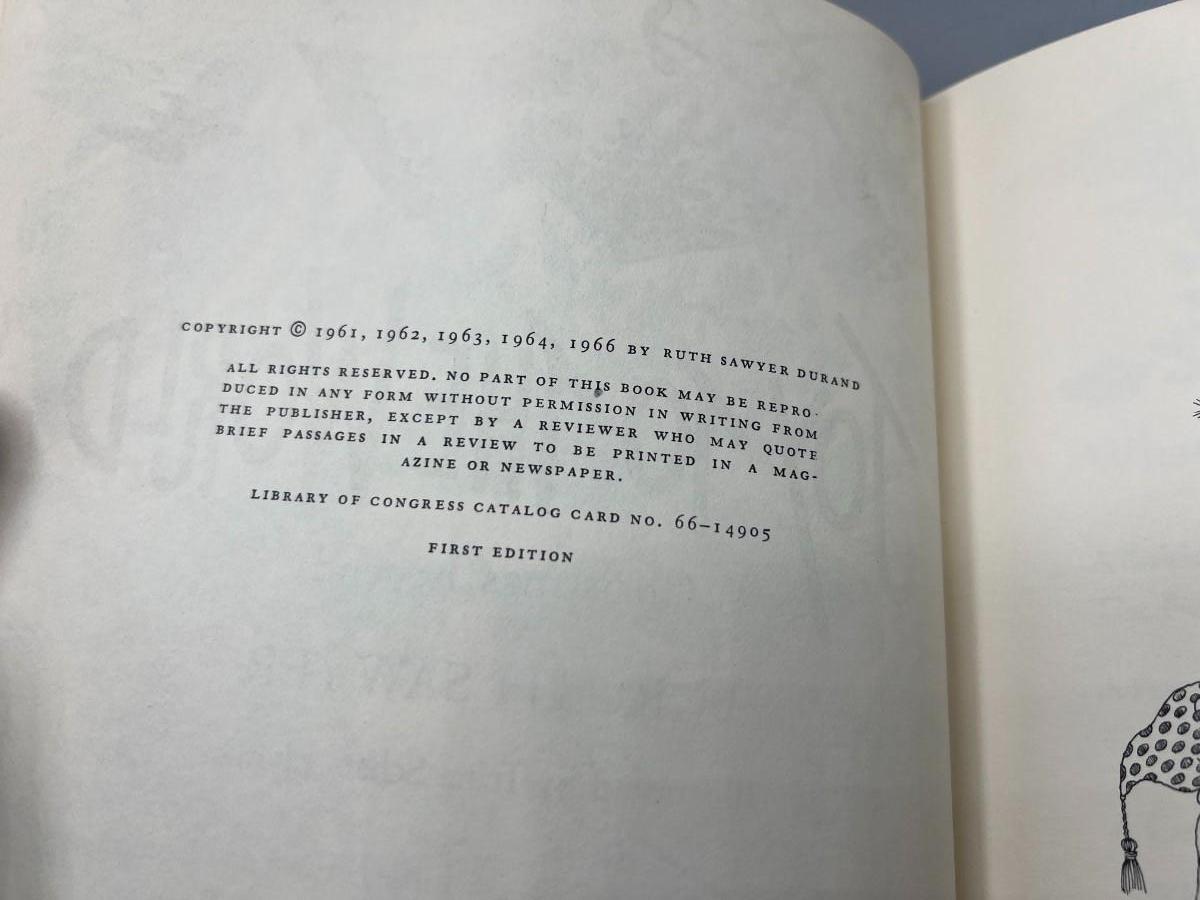 COPYRIGHT © 1961, 1962, 1963, 1964, 1966 BY RUTH SAWYER DURAND
ALL RIGHTS RESERVED. NO PART OF THIS BOOK MAY BE REPRO-
DUCED IN ANY FORM WITHOUT PERMISSION IN WRITING FROM
THE PUBLISHER, EXCEPT BY A REVIEWER WHO MAY QUOTE
BRIEF PASSAGES IN A REVIEW TO BE PRINTED IN A MAG-
AZINE OR NEWSPAPER.
LIBRARY OF CONGRESS CATALOG CARD NO. 66–14905
FIRST EDITION